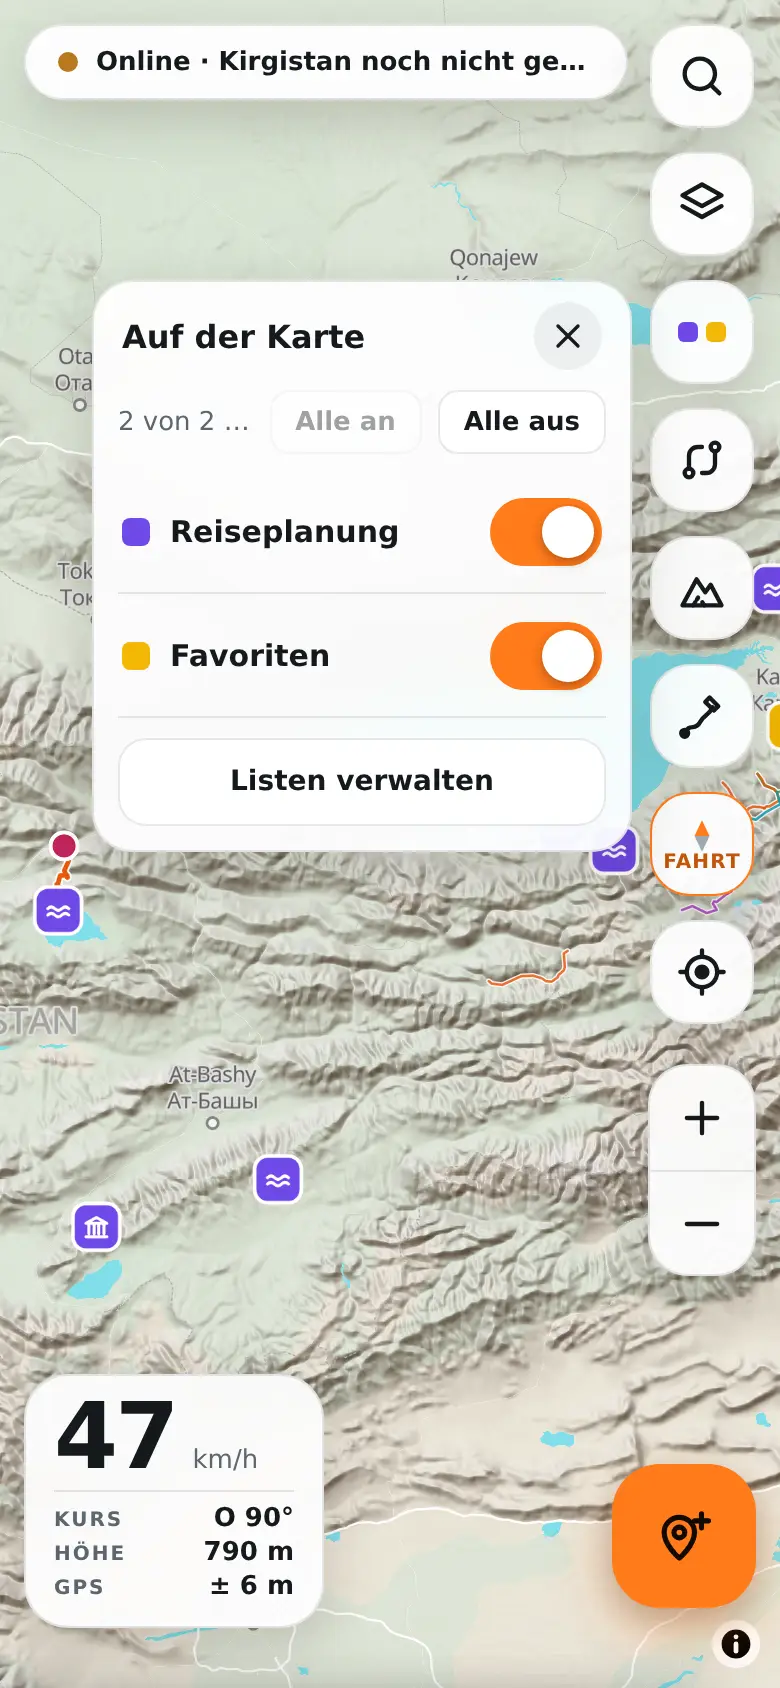 Online · Kirgistan noch nicht ge...
Qonajew
Auf der Karte
Ota
Ота
2 von 2 ...
Alle an
Alle aus
Reiseplanung
Tok
Ток
Favoriten
Ka
Ка
Listen verwalten
FAHRT
STAN
At-Bashy
Ат-Башы
47 km/h
KURS O 90°
HÖHE 790 m
GPS ± 6 m